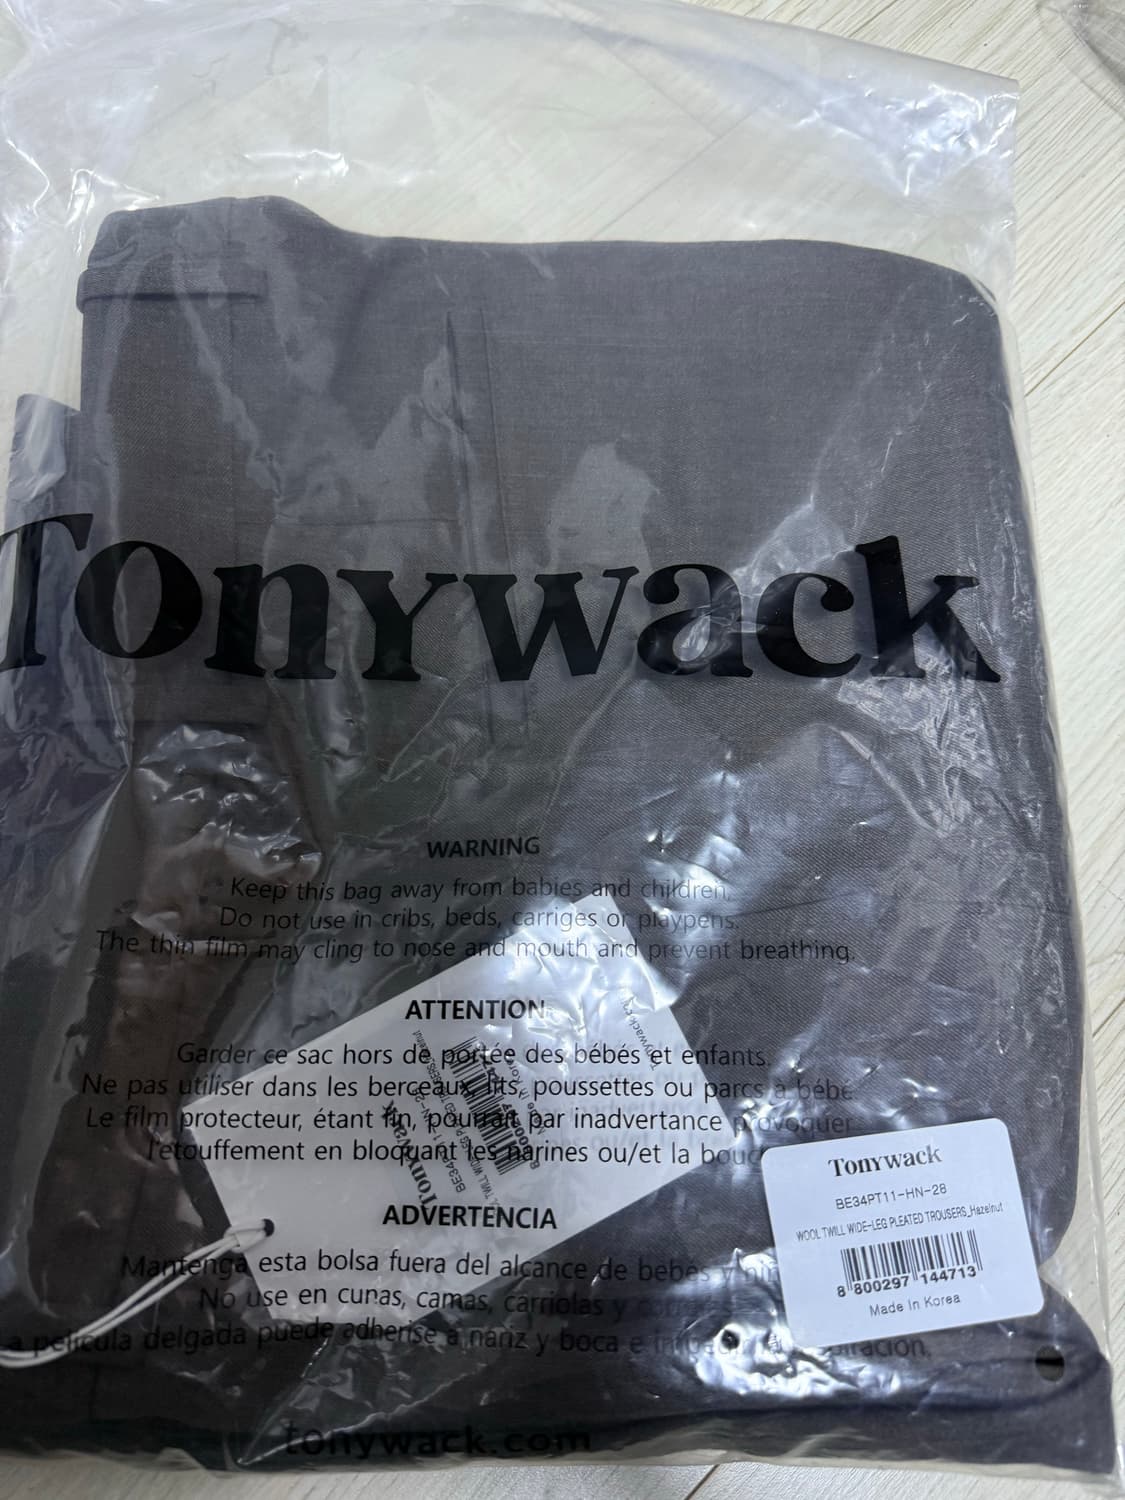 Tonywack
WARNING
Keep this bag away from babies and children.
Do not use in cribs, beds, carriges or playpens.
The thin film may cling to nose and mouth and prevent breathing.
ATTENTION
Garder ce sac hors de portée des bébés et enfants.
Ne pas utiliser dans les berceaux, lits, poussettes ou parcs à bébé.
Le film protecteur, étant fin, pourrait par inadvertance provoquer
l'etouffement en bloquant les narines ou/et la
ADVERTENCIA
Mantenga esta bolsa fuera del alcance de bebés y
No use en cunas, camas, carriolas y
La película delgada puede adherise a nariz y boca e
tonywack.com
Tonywack
BE34PT11-HN-28
WOOL TWILL WIDE-LEG PLEATED TROUSERS_Hazelnut
8 800297 144713
Made In Korea
Tonywack